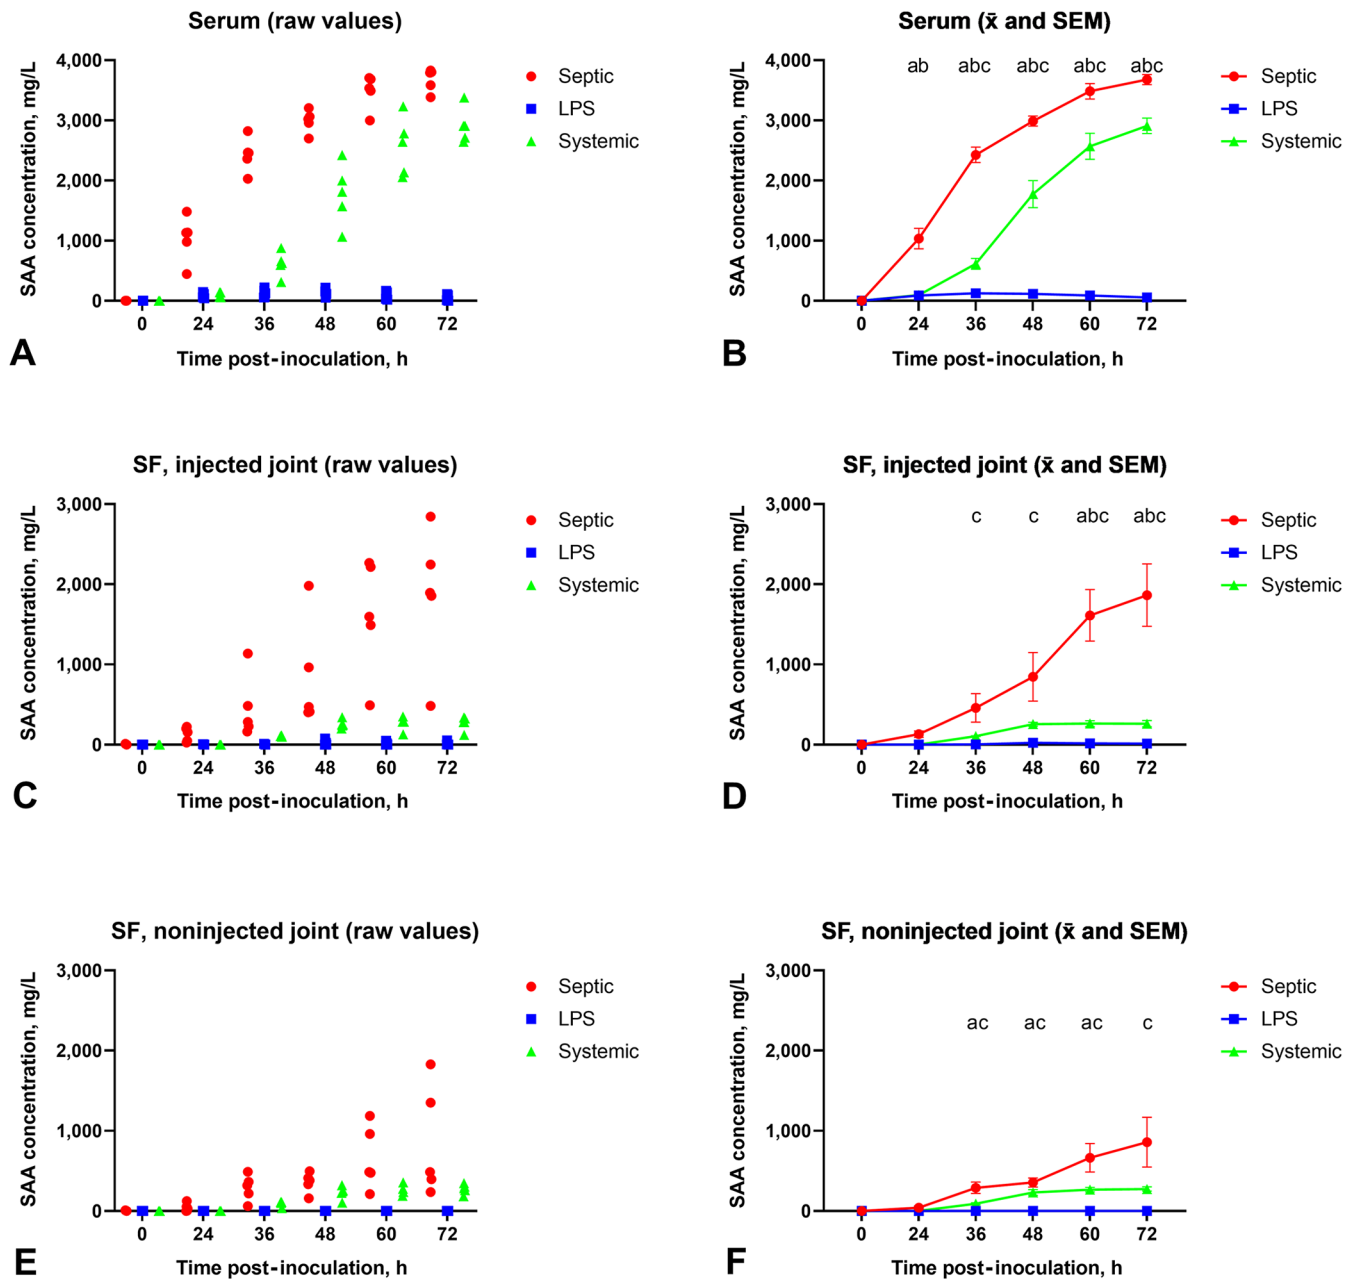 Serum (raw values)
SAA concentration, mg/L
4,000
3,000
2,000
1,000
0
0 24 36 48 60 72
Time post-inoculation, h
Septic
LPS
Systemic
A
Serum (x̄ and SEM)
SAA concentration, mg/L
4,000
3,000
2,000
1,000
0
ab abc abc abc abc
0 24 36 48 60 72
Time post-inoculation, h
Septic
LPS
Systemic
B
SF, injected joint (raw values)
SAA concentration, mg/L
3,000
2,000
1,000
0
0 24 36 48 60 72
Time post-inoculation, h
Septic
LPS
Systemic
C
SF, injected joint (x̄ and SEM)
SAA concentration, mg/L
3,000
2,000
1,000
0
c c abc abc
0 24 36 48 60 72
Time post-inoculation, h
Septic
LPS
Systemic
D
SF, noninjected joint (raw values)
SAA concentration, mg/L
3,000
2,000
1,000
0
0 24 36 48 60 72
Time post-inoculation, h
Septic
LPS
Systemic
E
SF, noninjected joint (x̄ and SEM)
SAA concentration, mg/L
3,000
2,000
1,000
0
ac ac ac c
0 24 36 48 60 72
Time post-inoculation, h
Septic
LPS
Systemic
F